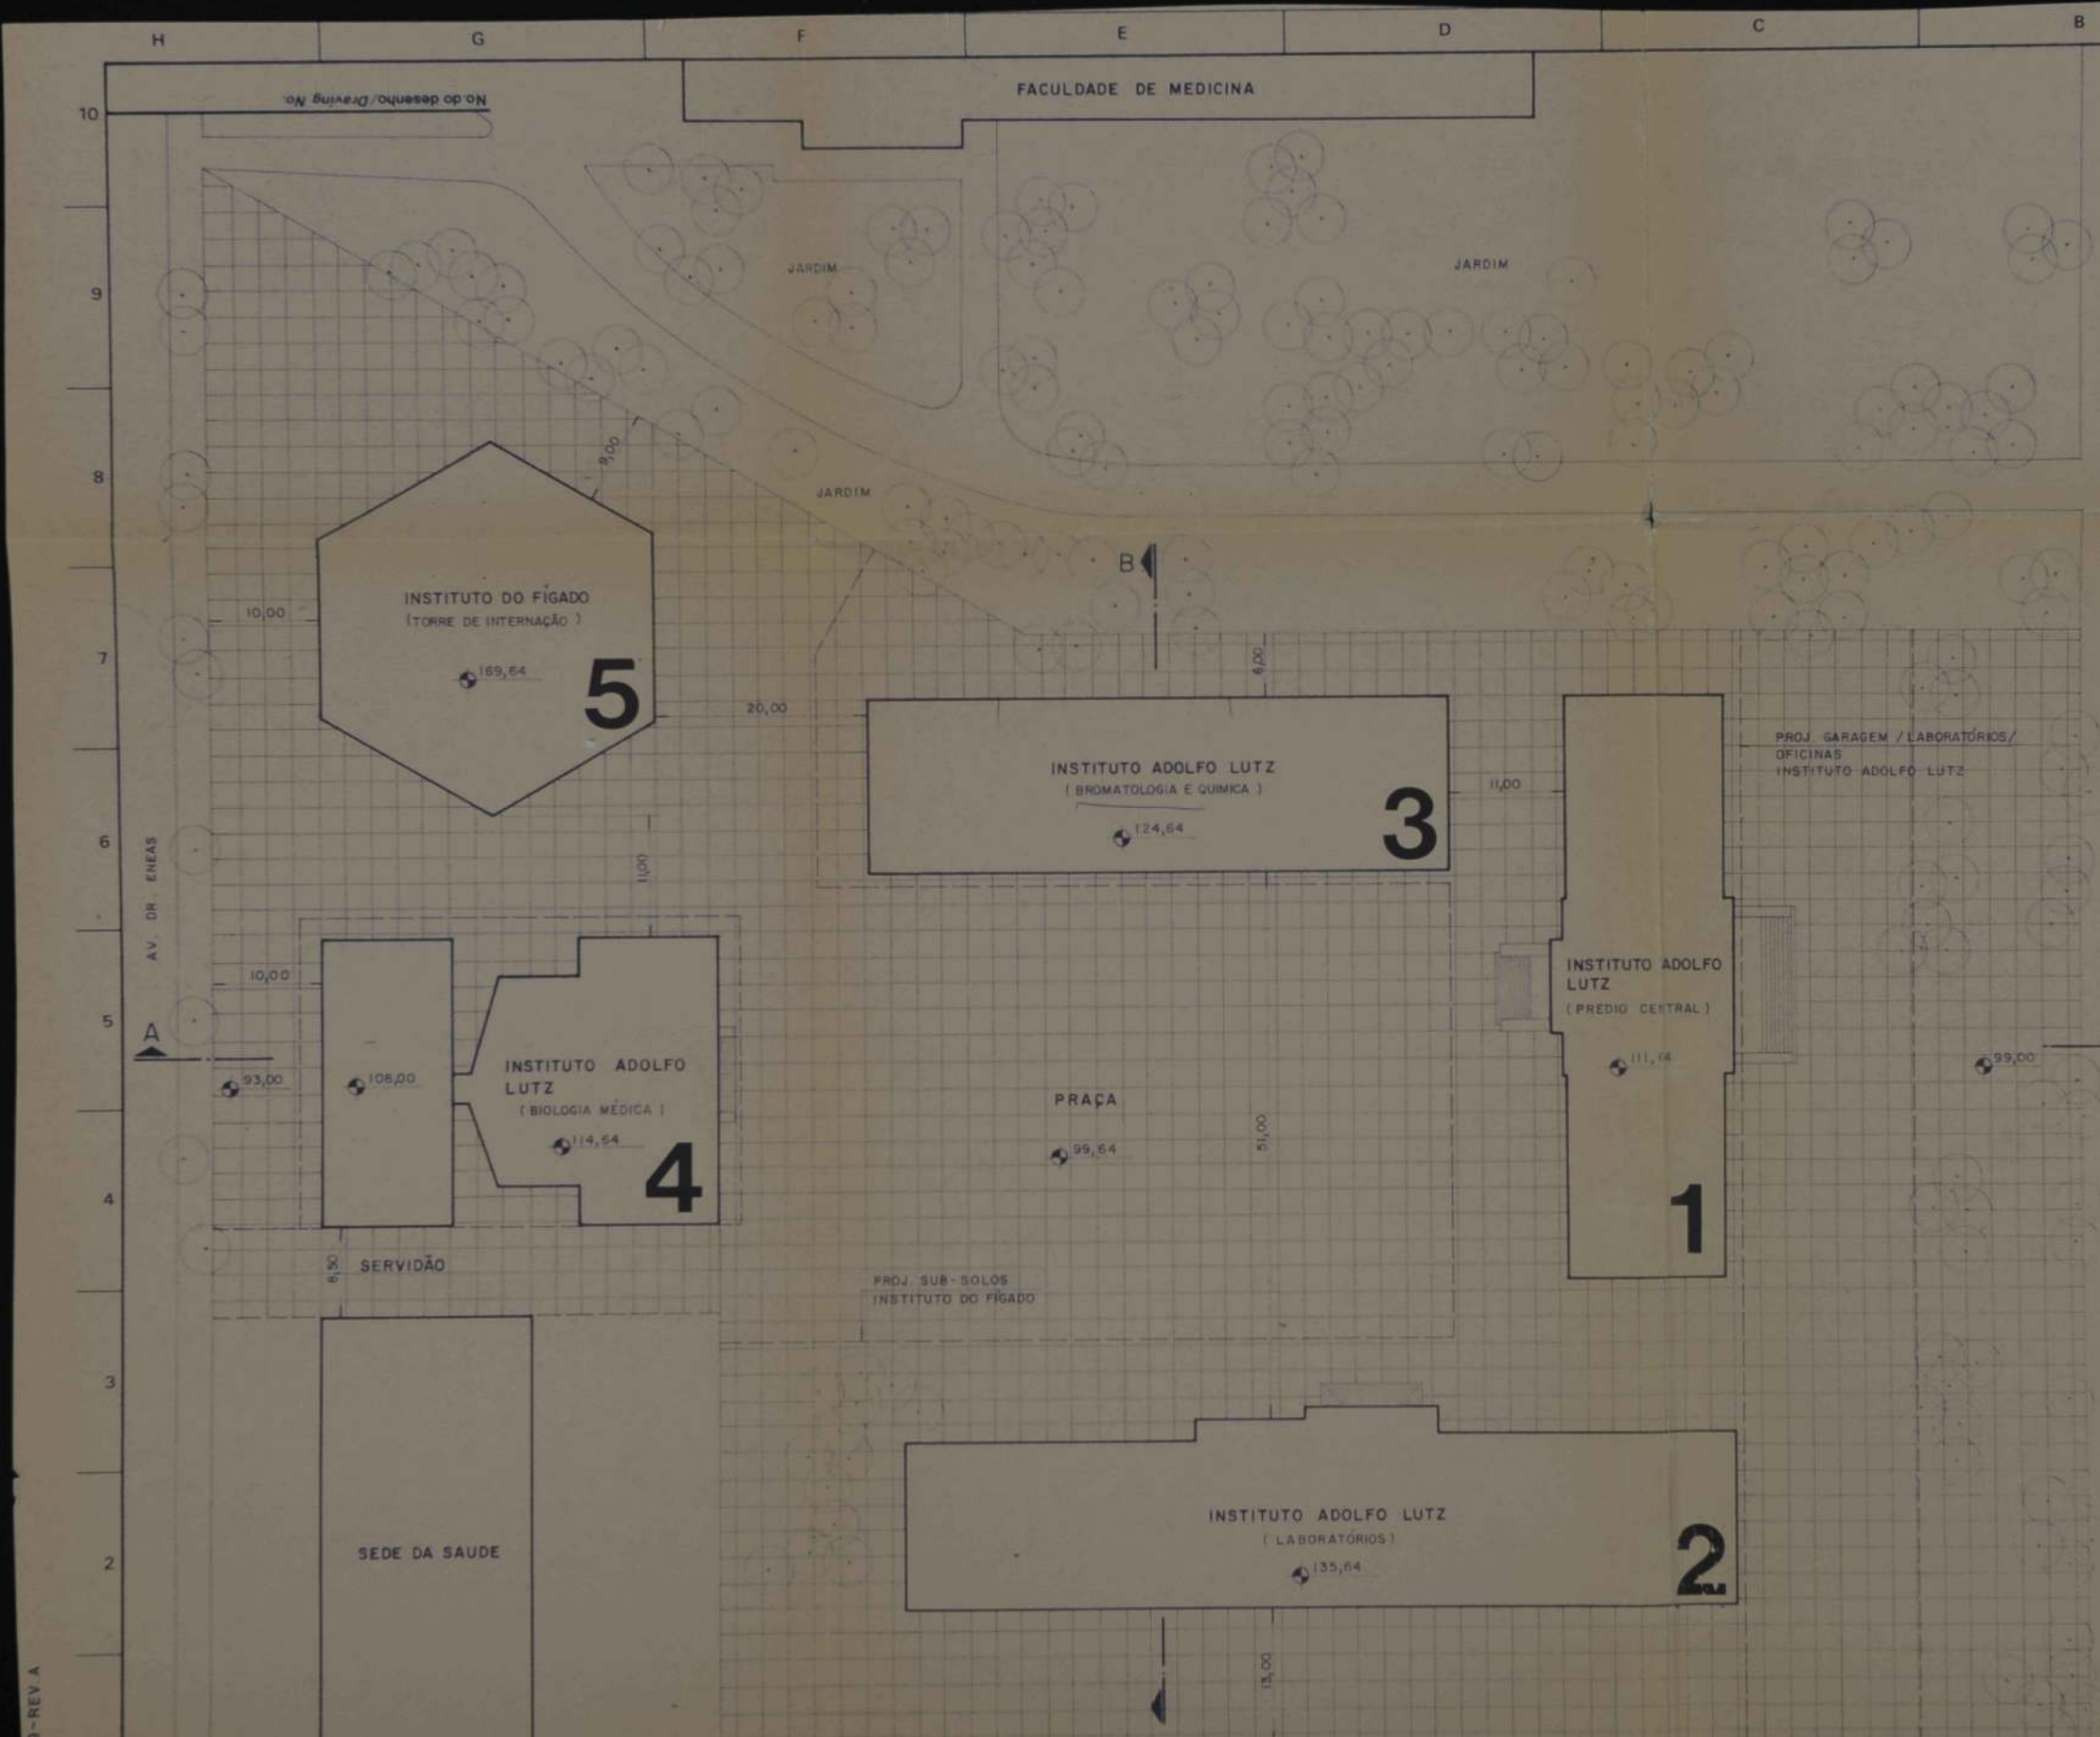 H G F E D C B
No. do desenho/Drawing No.
FACULDADE DE MEDICINA
10
9
JARDIM
JARDIM
8
9,00
JARDIM
B
INSTITUTO DO FÍGADO
(TORRE DE INTERNAÇÃO)
10,00
169,64
5
7
6,00
20,00
INSTITUTO ADOLFO LUTZ
(BROMATOLOGIA E QUIMICA)
124,64
3
11,00
PROJ. GARAGEM / LABORATÓRIOS/
OFICINAS
INSTITUTO ADOLFO LUTZ
6
AV. DR. ENEAS
11,00
10,00
5
A
93,00
106,00
INSTITUTO ADOLFO
LUTZ
(BIOLOGIA MÉDICA)
114,64
4
INSTITUTO ADOLFO
LUTZ
(PREDIO CENTRAL)
1
99,00
PRAÇA
99,64
51,00
4
8,50
SERVIDÃO
PROJ. SUB-SOLOS
INSTITUTO DO FÍGADO
3
SEDE DA SAUDE
INSTITUTO ADOLFO LUTZ
(LABORATÓRIOS)
135,64
2
2
13,00
-REV. A